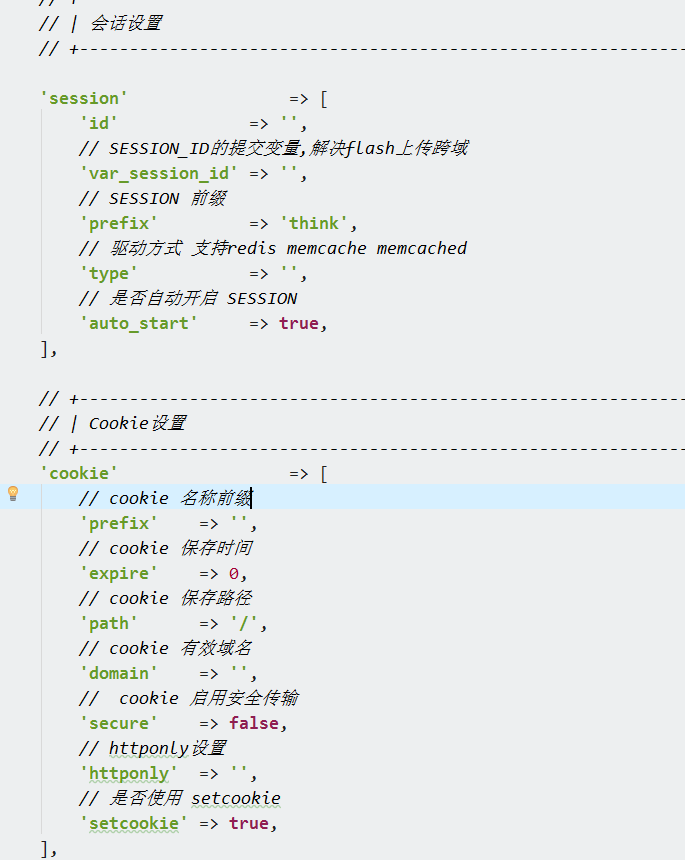 // | 会话设置
// +-------------------------------------------------------------
'session'                => [
    'id'             => '',
    // SESSION_ID的提交变量,解决flash上传跨域
    'var_session_id' => '',
    // SESSION 前缀
    'prefix'         => 'think',
    // 驱动方式 支持redis memcache memcached
    'type'           => '',
    // 是否自动开启 SESSION
    'auto_start'     => true,
],
// +-------------------------------------------------------------
// | Cookie设置
// +-------------------------------------------------------------
'cookie'                 => [
    // cookie 名称前缀
    'prefix'    => '',
    // cookie 保存时间
    'expire'    => 0,
    // cookie 保存路径
    'path'      => '/',
    // cookie 有效域名
    'domain'    => '',
    //  cookie 启用安全传输
    'secure'    => false,
    // httponly设置
    'httponly'  => '',
    // 是否使用 setcookie
    'setcookie' => true,
],